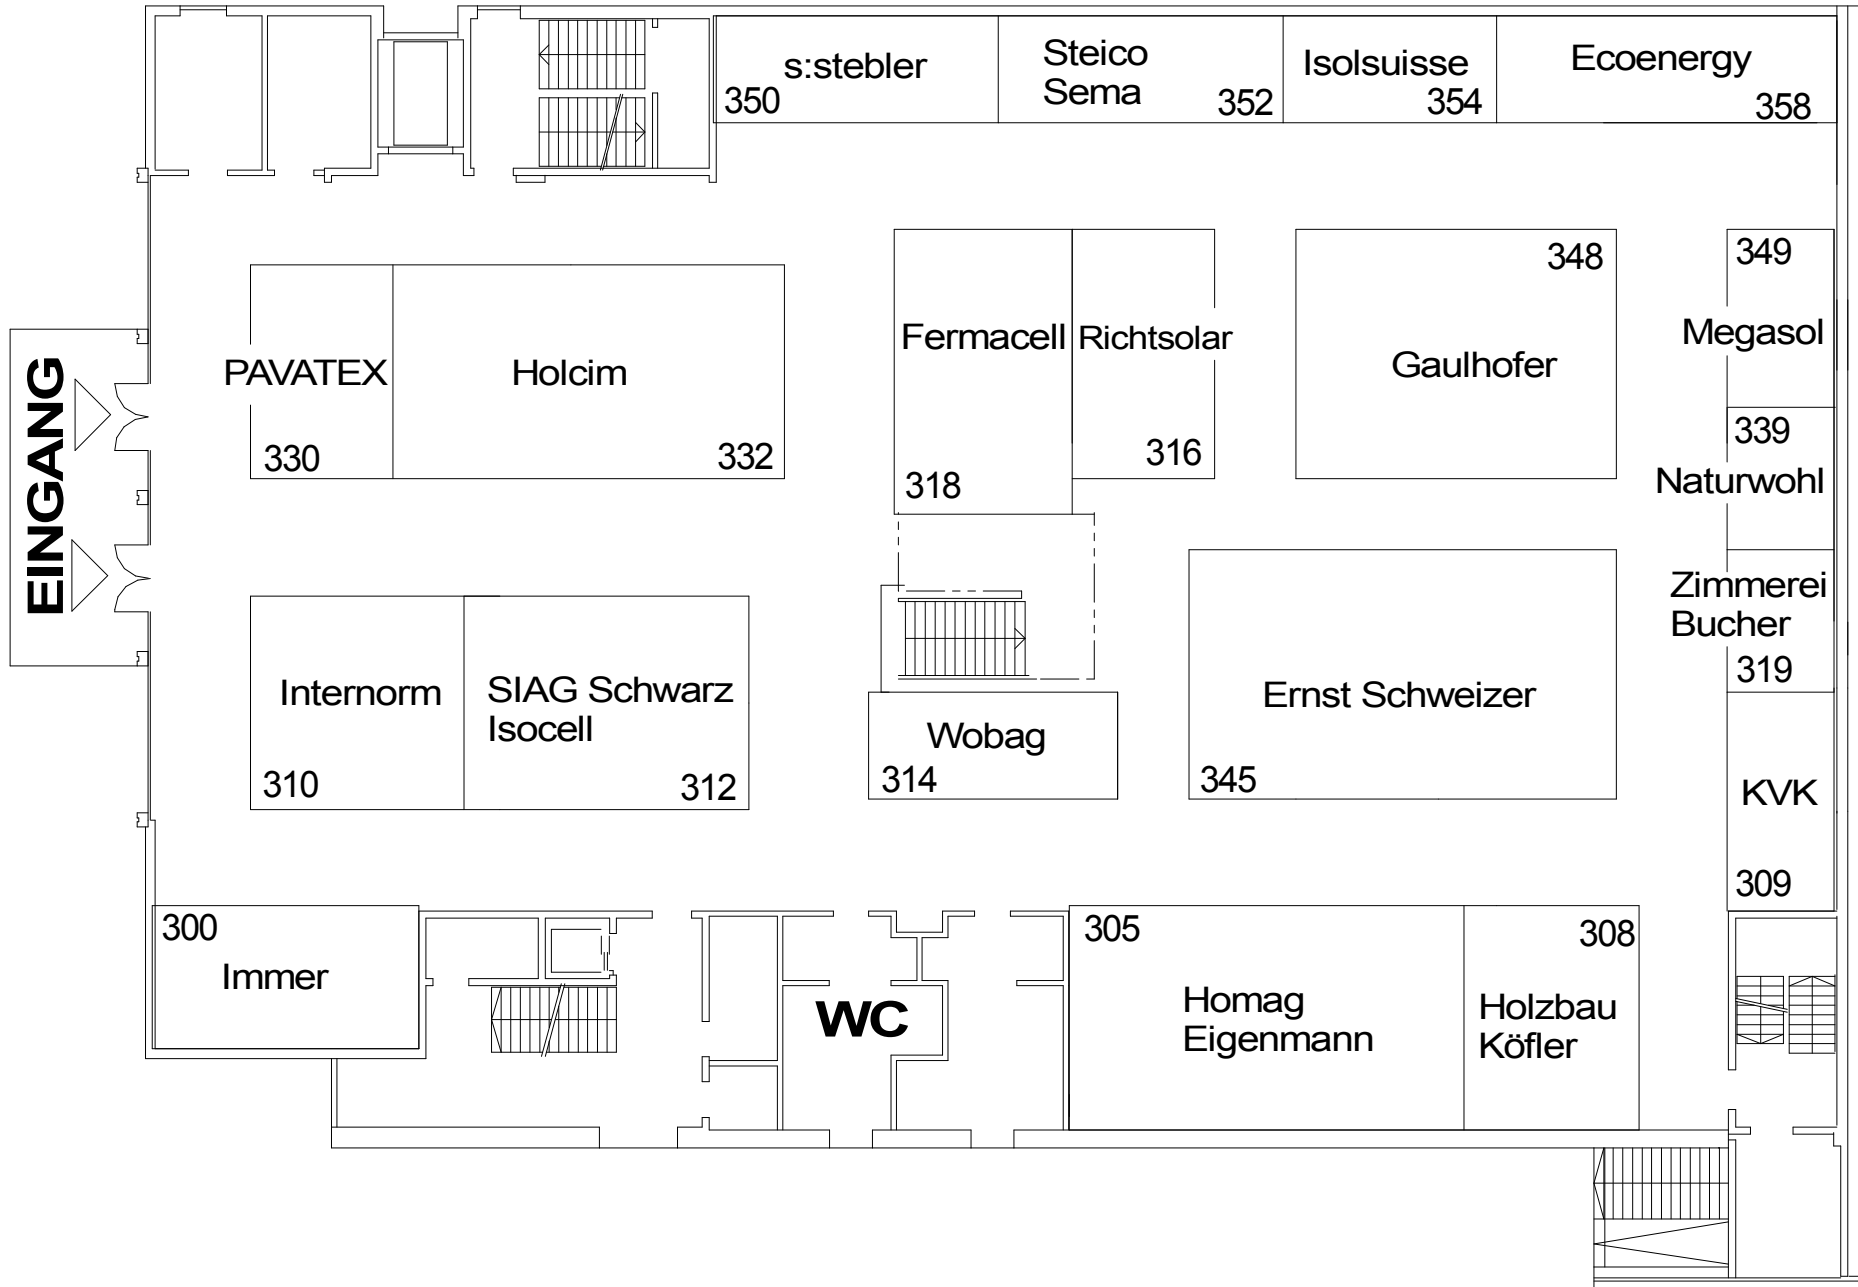 s:stebler
350
Steico
Sema
352
Isolsuisse
354
Ecoenergy
358
EINGANG
PAVATEX
330
Holcim
332
Fermacell
318
Richtsolar
316
348
Gaulhofer
349
Megasol
339
Naturwohl
Zimmerei
Bucher
319
Internorm
310
SIAG Schwarz
Isocell
312
Wobag
314
Ernst Schweizer
345
KVK
309
300
Immer
WC
305
Homag
Eigenmann
308
Holzbau
Köfler